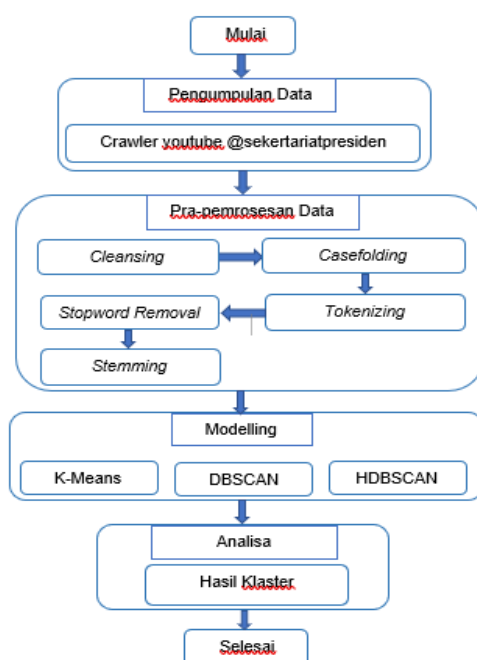 Mulai
Pengumpulan Data
Crawler youtube @sekertariatpresiden
Pra-pemrosesan Data
Cleansing
Casefolding
Stopword Removal
Tokenizing
Stemming
Modelling
K-Means
DBSCAN
HDBSCAN
Analisa
Hasil Klaster
Selesai